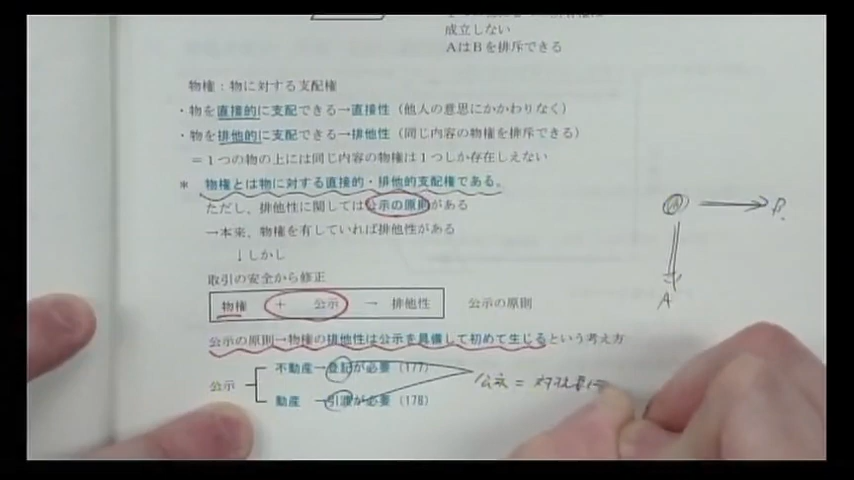 成立しない
AはBを排斥できる
物権：物に対する支配権
・物を直接的に支配できる→直接性（他人の意思にかかわりなく）
・物を排他的に支配できる→排他性（同じ内容の物権を排斥できる）
＝１つの物の上には同じ内容の物権は１つしか存在しえない
＊ 物権とは物に対する直接的・排他的支配権である。
ただし、排他性に関しては公示の原則がある
→本来、物権を有していれば排他性がある
↓しかし
取引の安全から修正
物権 ＋ 公示 → 排他性 公示の原則
公示の原則→物権の排他性は公示を具備して初めて生じるという考え方
公示
不動産→登記が必要（177）
動産 →引渡が必要（178）
公示＝対抗要件
A